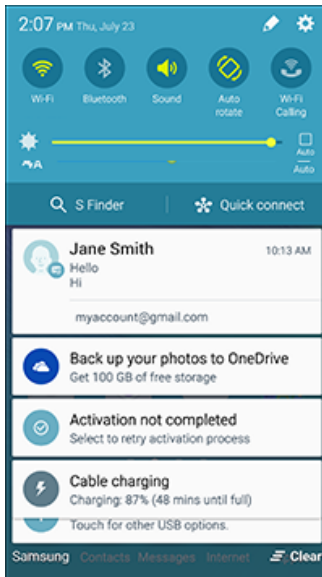 2:07 PM Thu, July 23
Wi-Fi Bluetooth Sound Auto rotate Wi-Fi Calling
Auto
A
Auto
S Finder Quick connect
Jane Smith 10:13 AM
Hello
Hi
myaccount@gmail.com
Back up your photos to OneDrive
Get 100 GB of free storage
Activation not completed
Select to retry activation process
Cable charging
Charging: 87% (48 mins until full)
Touch for other USB options.
Samsung Contacts Messages Internet Clear